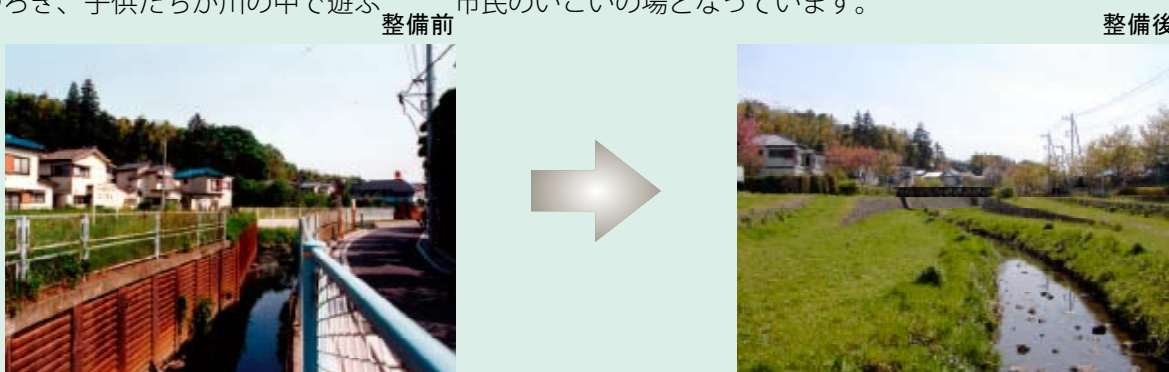 ろぎ、子供たちが川の中で遊ぶ
市民のいこいの場となっています。
整備前
整備後